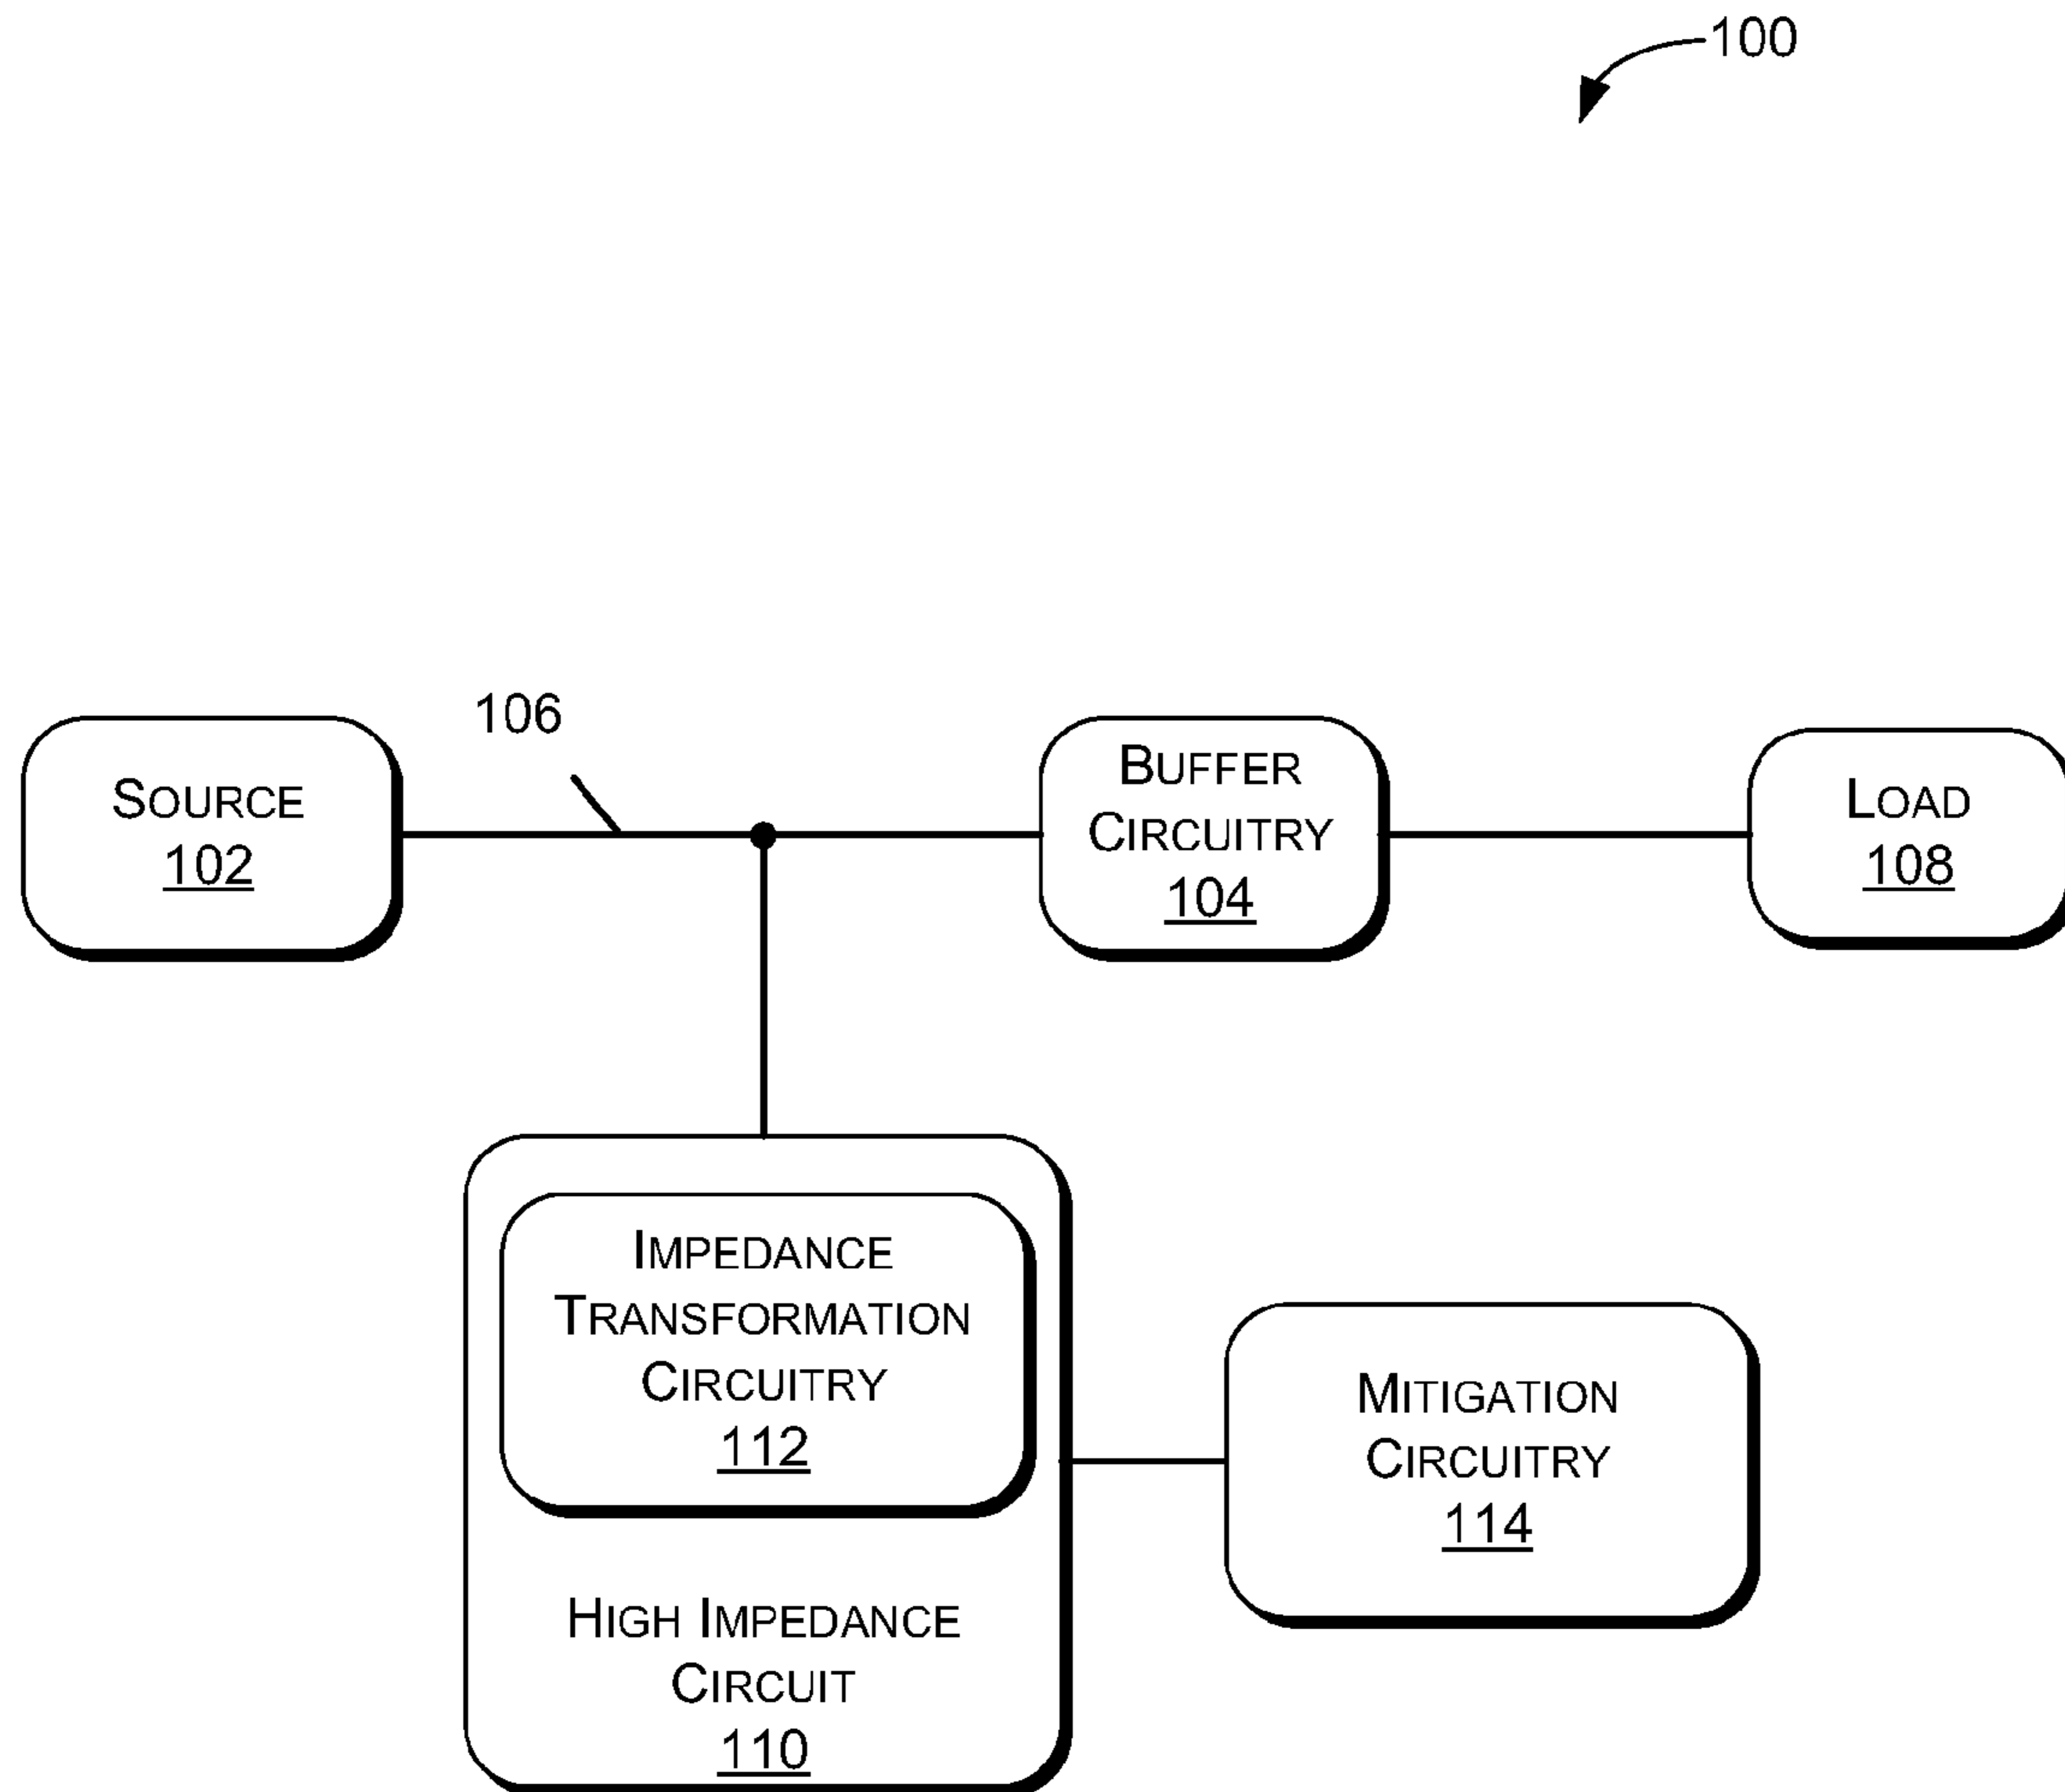 100
106
SOURCE
102
BUFFER
CIRCUITRY
104
LOAD
108
IMPEDANCE
TRANSFORMATION
CIRCUITRY
112
HIGH IMPEDANCE
CIRCUIT
110
MITIGATION
CIRCUITRY
114